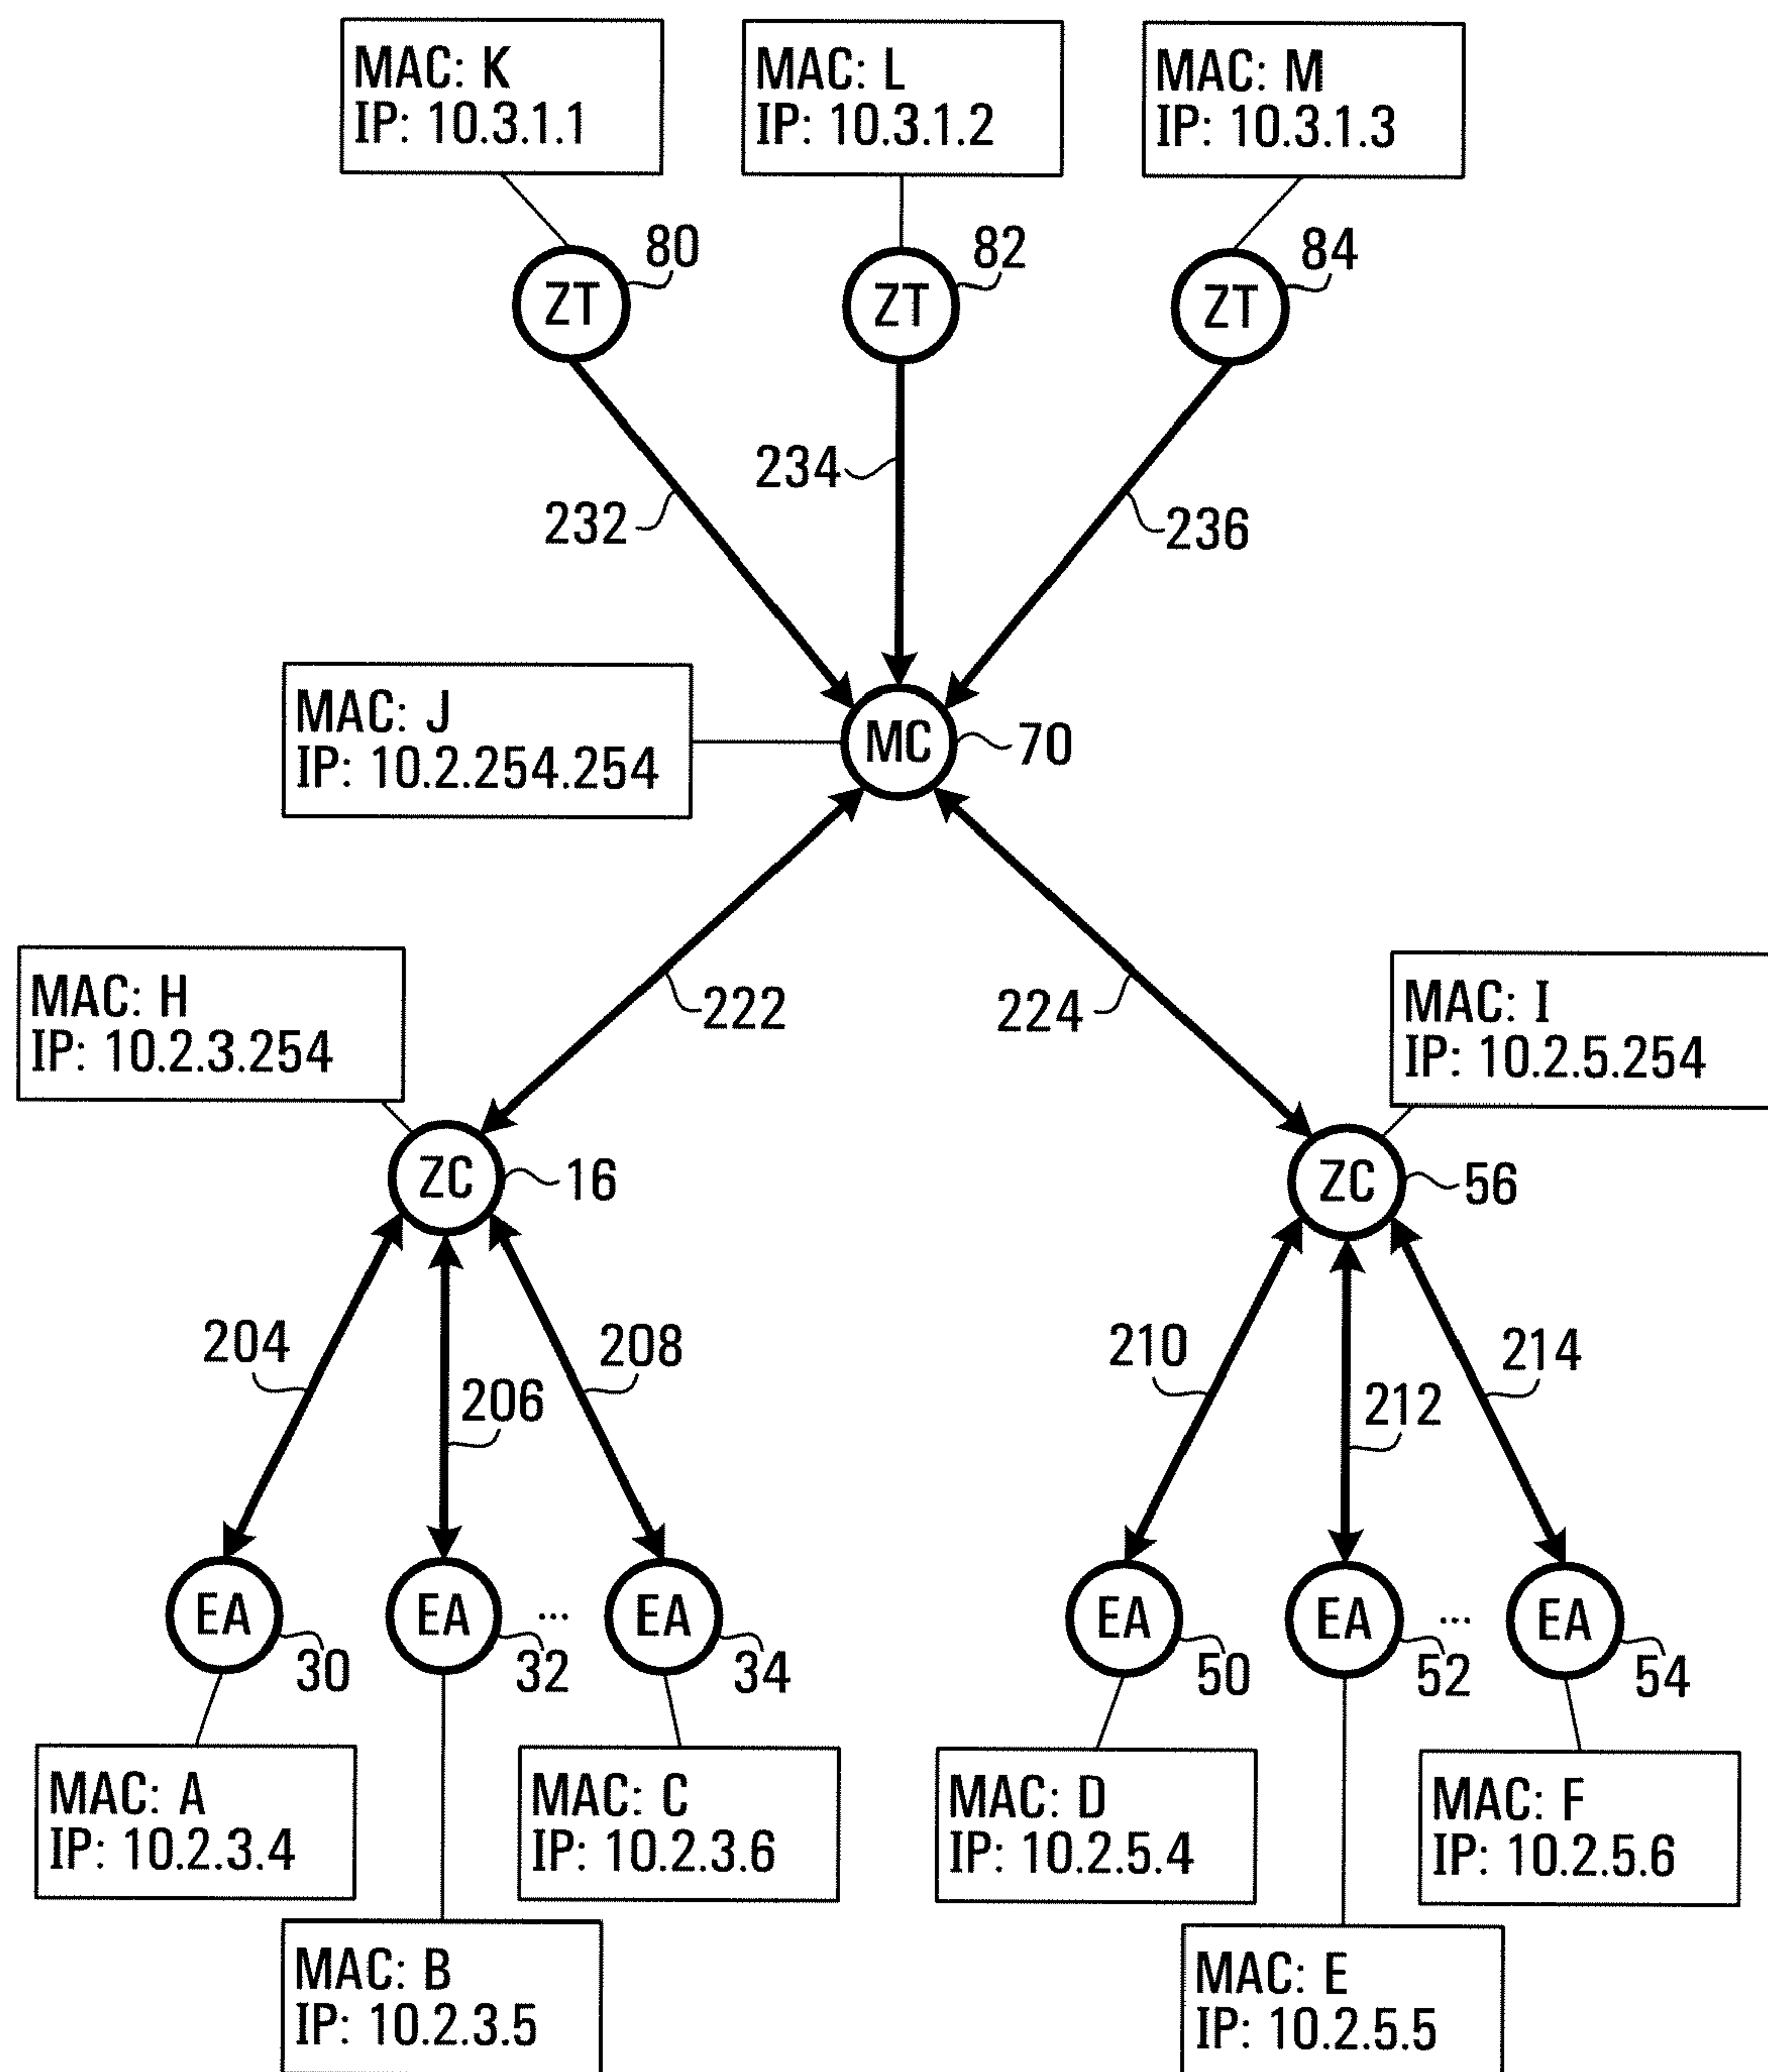 MAC: K
IP: 10.3.1.1
MAC: L
IP: 10.3.1.2
MAC: M
IP: 10.3.1.3
80
82
84
ZT
ZT
ZT
234
232
236
MAC: J
IP: 10.2.254.254
MC
70
MAC: H
IP: 10.2.3.254
222
224
MAC: I
IP: 10.2.5.254
ZC
16
ZC
56
204
208
206
210
214
212
EA
30
EA
32
...
EA
34
EA
50
EA
52
...
EA
54
MAC: A
IP: 10.2.3.4
MAC: C
IP: 10.2.3.6
MAC: D
IP: 10.2.5.4
MAC: F
IP: 10.2.5.6
MAC: B
IP: 10.2.3.5
MAC: E
IP: 10.2.5.5